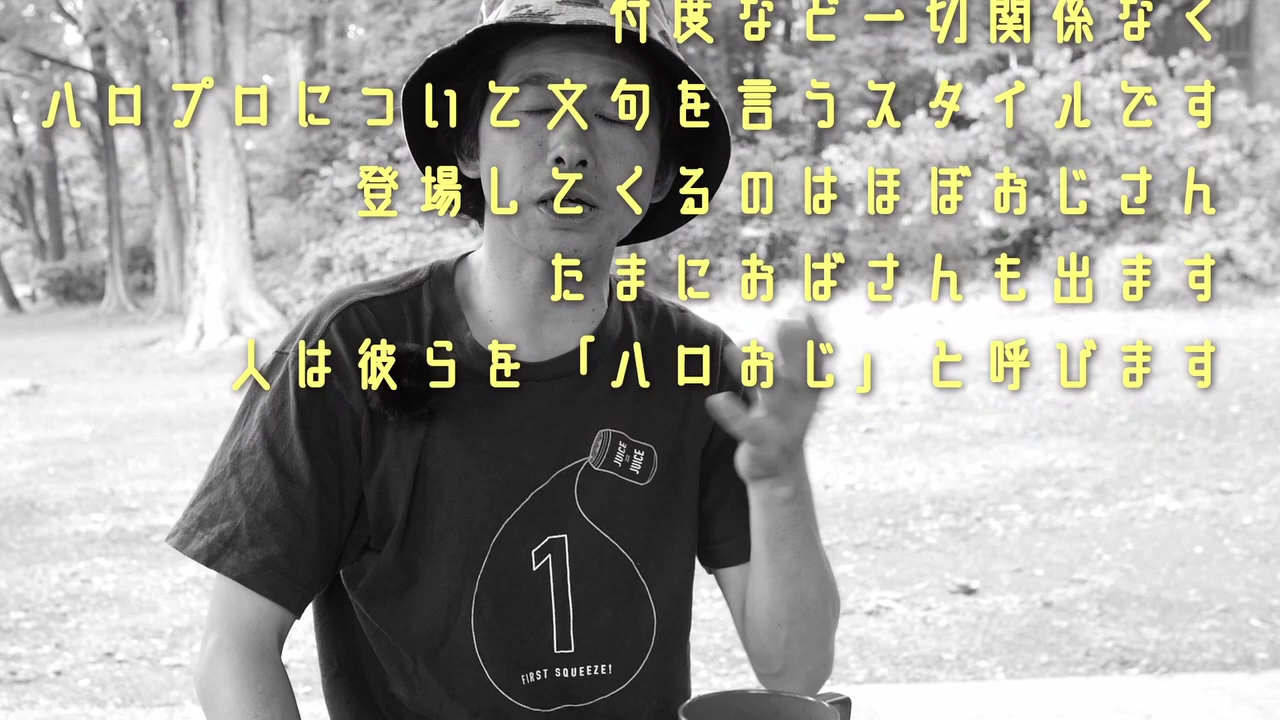 忖度など一切関係なく
ハロプロについて文句を言うスタイルです
登場してくるのはほぼおじさん
たまにおばさんも出ます
人は彼らを「ハロおじ」と呼びます
JUICE=JUICE
1
FIRST SQUEEZE!